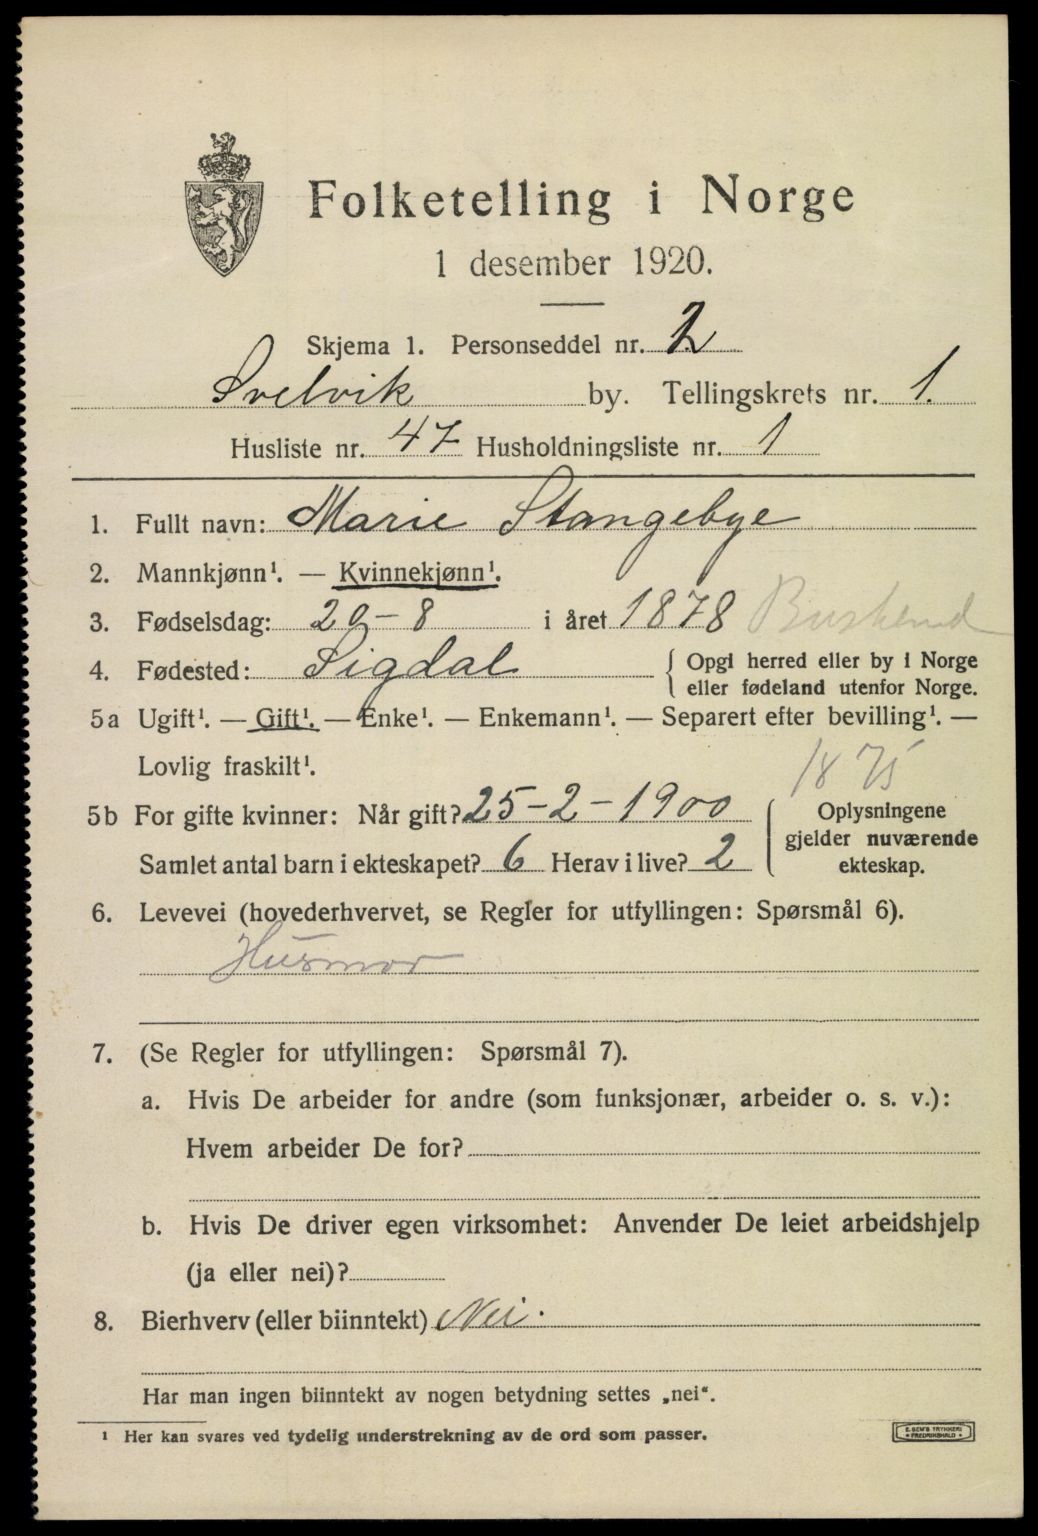 Folketelling i Norge
1 desember 1920.
Skjema 1. Personseddel nr. 2
Svelvik by. Tellingskrets nr. 1.
Husliste nr. 47 Husholdningsliste nr. 1
1. Fullt navn: Marie Stangebye
2. Mannkjønn¹. — Kvinnekjønn¹.
3. Fødselsdag: 20-8 i året 1878 Buskerud
4. Fødested: Sigdal { Opgi herred eller by i Norge
eller fødeland utenfor Norge.
5a Ugift¹. — Gift¹. — Enke¹. — Enkemann¹. — Separert efter bevilling¹. —
Lovlig fraskilt¹.
1875
5b For gifte kvinner: Når gift? 25-2-1900
Samlet antal barn i ekteskapet? 6 Herav i live? 2
Oplysningene
gjelder nuværende
ekteskap.
6. Levevei (hovederhvervet, se Regler for utfyllingen: Spørsmål 6).
Husmor
7. (Se Regler for utfyllingen: Spørsmål 7).
a. Hvis De arbeider for andre (som funksjonær, arbeider o. s. v.):
Hvem arbeider De for?
b. Hvis De driver egen virksomhet: Anvender De leiet arbeidshjelp
(ja eller nei)?
8. Bierhverv (eller biinntekt) Nei.
Har man ingen biinntekt av nogen betydning settes „nei".
¹ Her kan svares ved tydelig understrekning av de ord som passer.
E. SEM'S TRYKKERI
FREDRIKSHALD